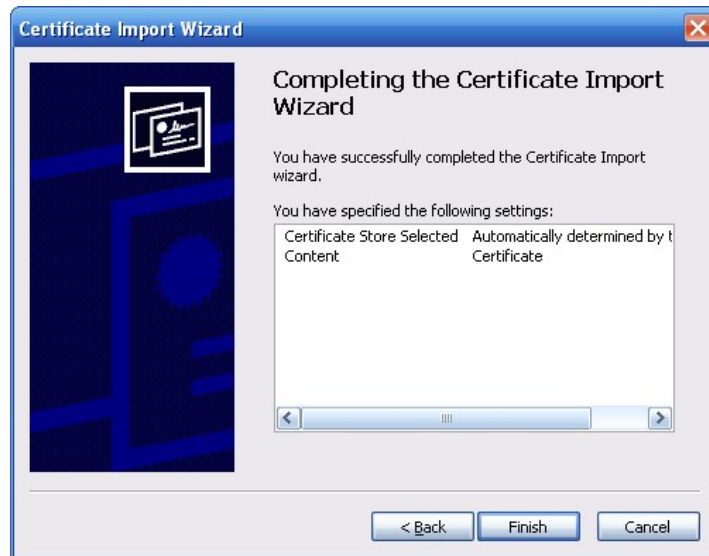 Certificate Import Wizard
Completing the Certificate Import
Wizard
You have successfully completed the Certificate Import
wizard.
You have specified the following settings:
Certificate Store Selected Automatically determined by t
Content Certificate
< Back Finish Cancel